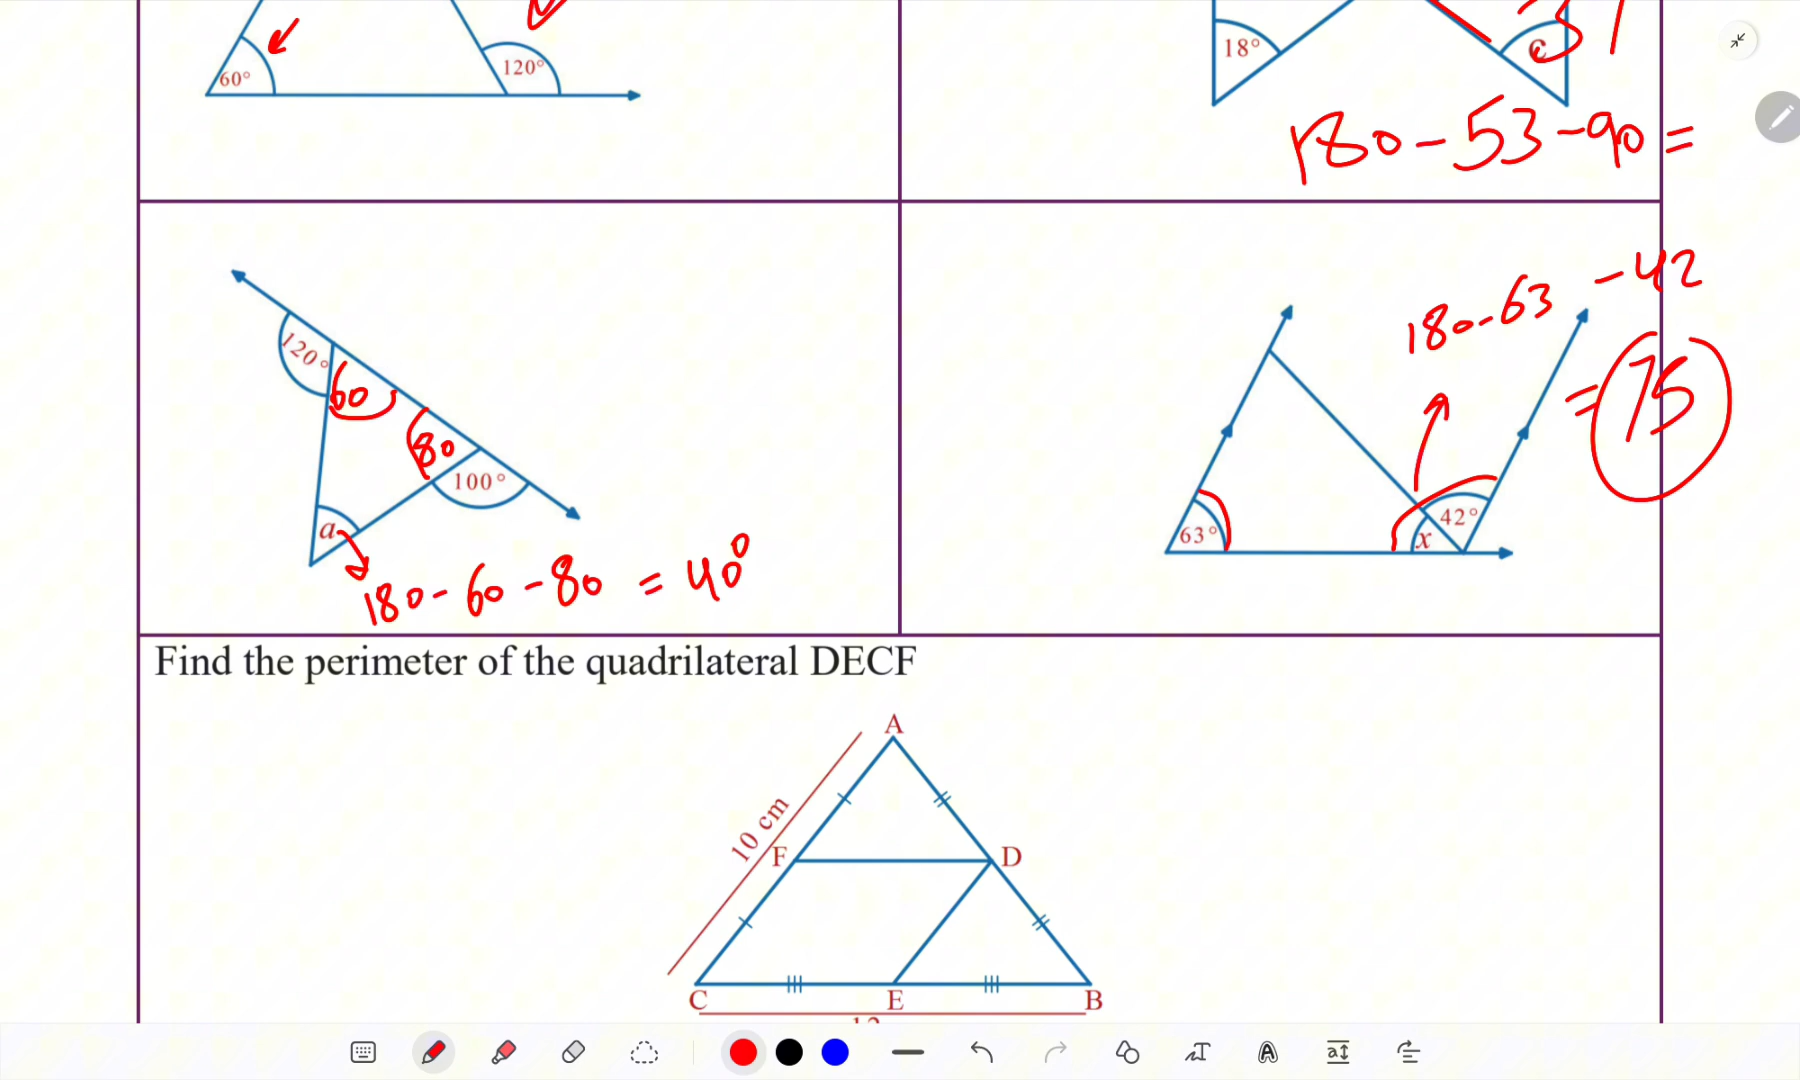 60°
120°
18°
c
180-53-90=
120°
60
80
100°
a
180-60-80 = 40°
180-63 -42
= 75
63°
42°
x
Find the perimeter of the quadrilateral DECF
A
10 cm
F
D
C
E
B